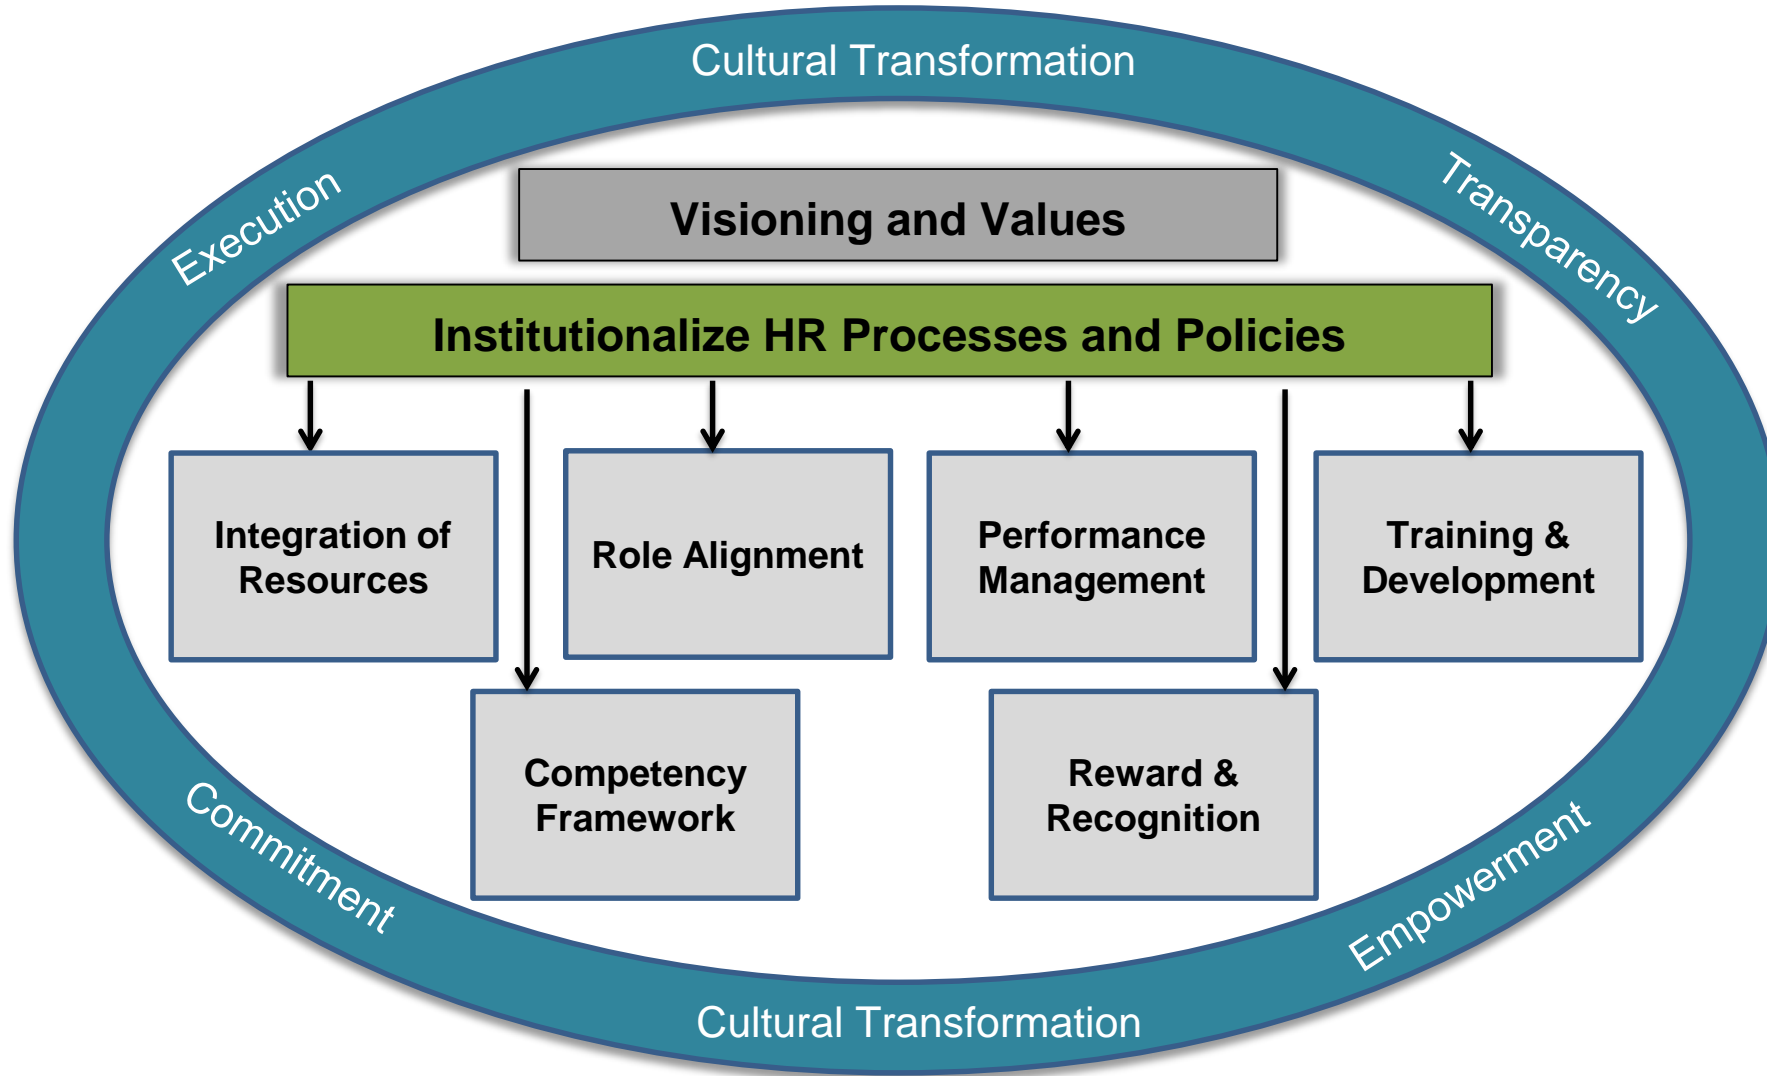 Cultural Transformation
Execution
Transparency
Visioning and Values
Institutionalize HR Processes and Policies
Integration of
Resources
Role Alignment
Performance
Management
Training &
Development
Competency
Framework
Reward &
Recognition
Commitment
Empowerment
Cultural Transformation